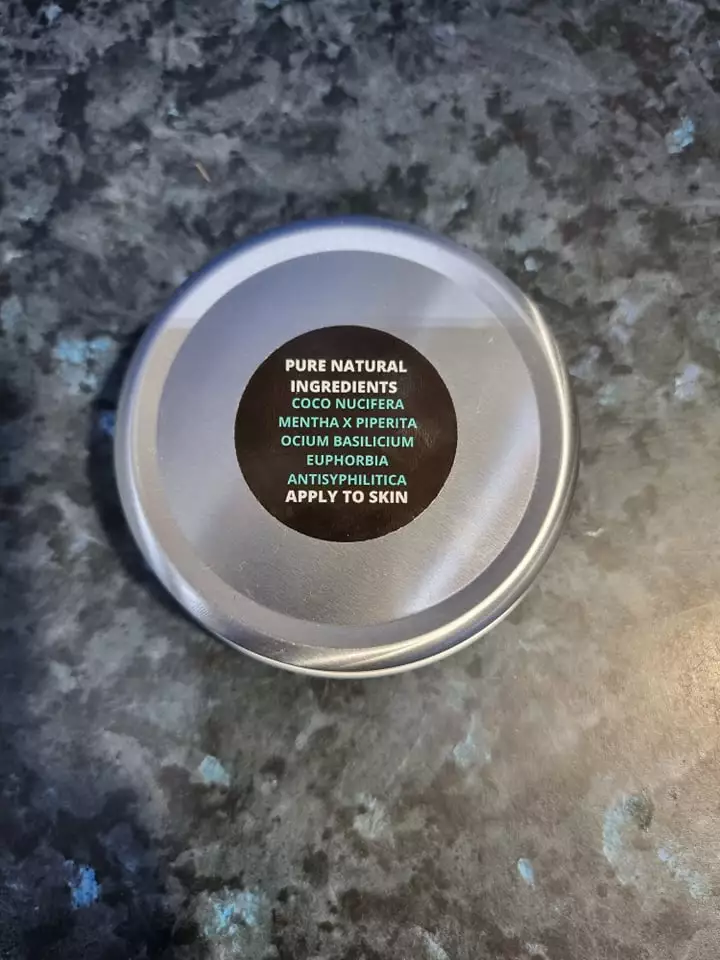 PURE NATURAL
INGREDIENTS
COCO NUCIFERA
MENTHA X PIPERITA
OCIUM BASILICIUM
EUPHORBIA
ANTISYPHILITICA
APPLY TO SKIN